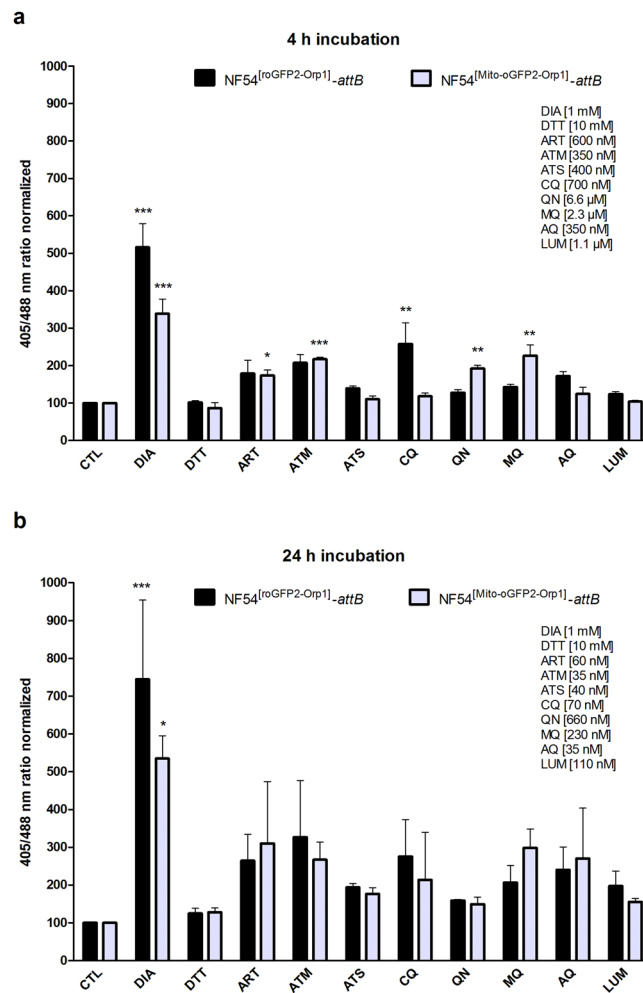 a
4 h incubation
NF54[roGFP2-Orp1]-attB
NF54[Mito-oGFP2-Orp1]-attB
DIA [1 mM]
DTT [10 mM]
ART [600 nM]
ATM [350 nM]
ATS [400 nM]
CQ [700 nM]
QN [6.6 µM]
MQ [2.3 µM]
AQ [350 nM]
LUM [1.1 µM]
405/488 nm ratio normalized
1000
900
800
700
600
500
400
300
200
100
0
*** *** * *** ** ** **
CTL DIA DTT ART ATM ATS CQ QN MQ AQ LUM
b
24 h incubation
NF54[roGFP2-Orp1]-attB
NF54[Mito-oGFP2-Orp1]-attB
DIA [1 mM]
DTT [10 mM]
ART [60 nM]
ATM [35 nM]
ATS [40 nM]
CQ [70 nM]
QN [660 nM]
MQ [230 nM]
AQ [35 nM]
LUM [110 nM]
405/488 nm ratio normalized
1000
900
800
700
600
500
400
300
200
100
0
*** *
CTL DIA DTT ART ATM ATS CQ QN MQ AQ LUM